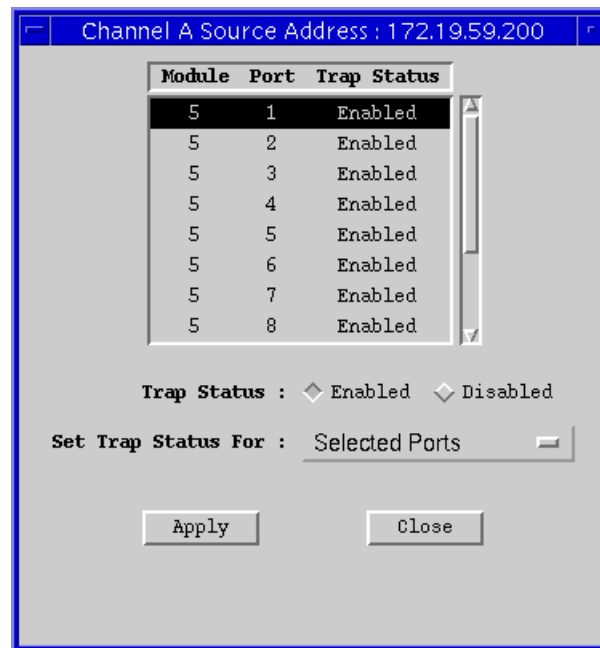 Channel A Source Address : 172.19.59.200
Module Port Trap Status
5 1 Enabled
5 2 Enabled
5 3 Enabled
5 4 Enabled
5 5 Enabled
5 6 Enabled
5 7 Enabled
5 8 Enabled
Trap Status : Enabled Disabled
Set Trap Status For : Selected Ports
Apply Close